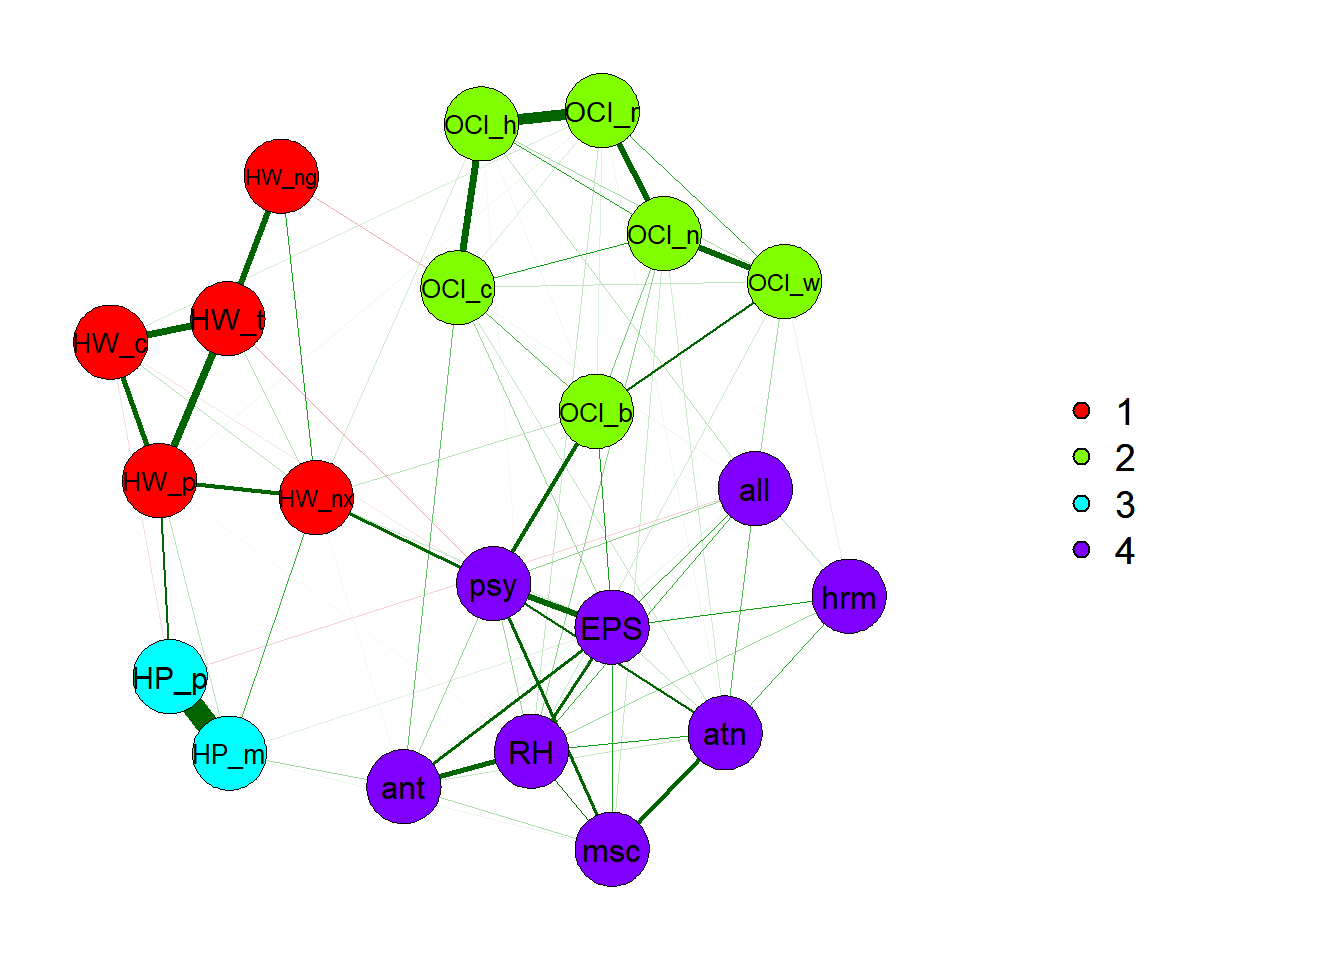 OCI_r
OCI_h
HW_ng
OCI_n
OCI_w
OCI_c
HW_t
HW_c
OCI_b
1
2
HW_p
HW_nx
all
3
4
psy
hrm
EPS
HP_p
atn
RH
HP_m
ant
msc